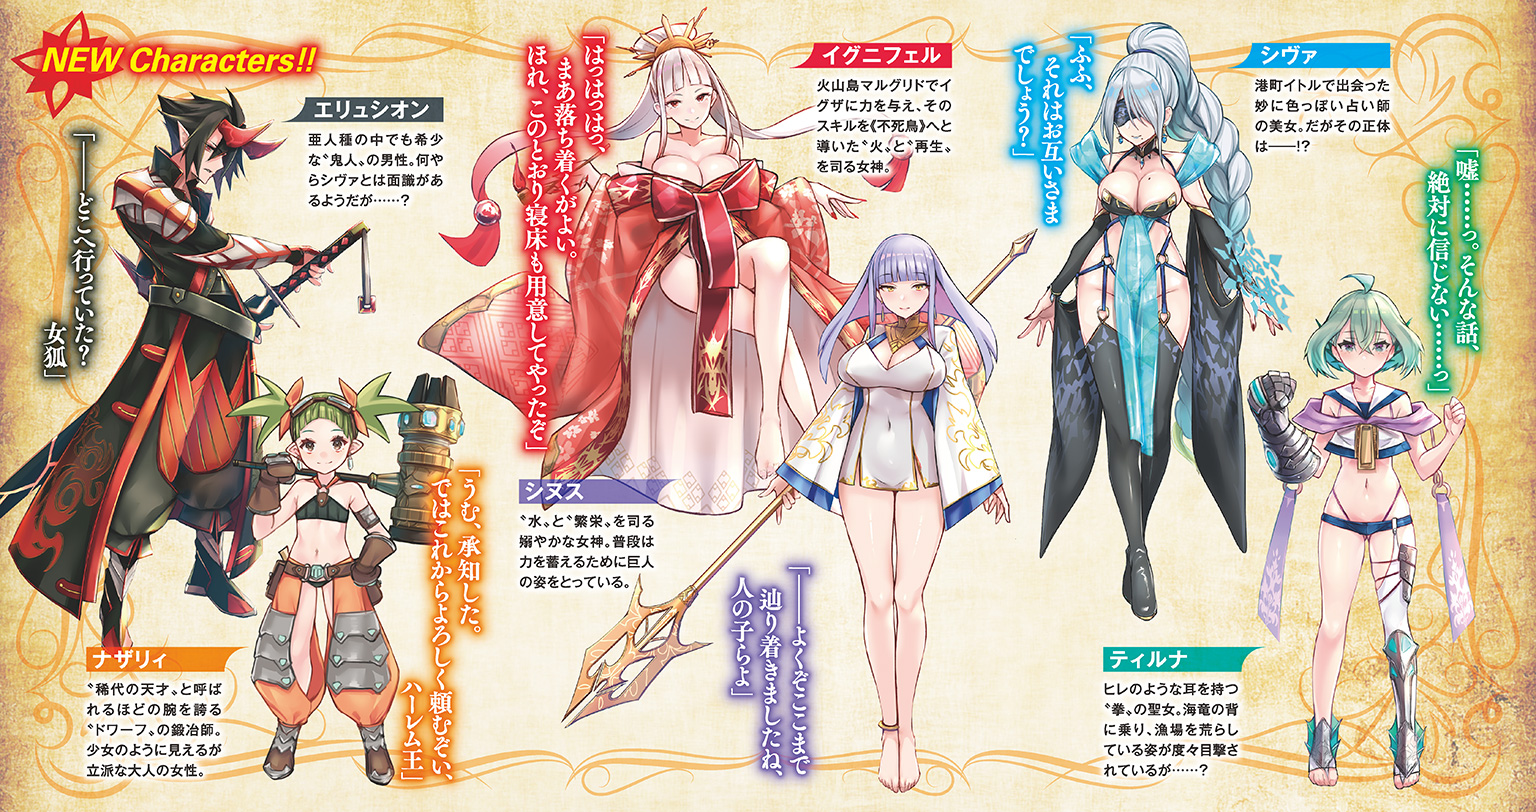 NEW Characters!!
エリュシオン
亜人種の中でも希少
な〝鬼人〟の男性。何や
らシヴァとは面識があ
るようだが……？
「――どこへ行っていた？
女狐」
「はっはっはっ、
まあ落ち着くがよい。
ほれ、このとおり寝床も用意してやったぞ」
イグニフェル
火山島マルグリドでイ
グザに力を与え、その
スキルを《不死鳥》へと
導いた〝火〟と〝再生〟
を司る女神。
「ふふ、
それはお互いさま
でしょう？」
シヴァ
港町イトルで出会った
妙に色っぽい占い師
の美女。だがその正体
は――!？
「嘘……っ。そんな話、
絶対に信じない……っ」
ナザリィ
〝稀代の天才〟と呼ば
れるほどの腕を誇る
〝ドワーフ〟の鍛冶師。
少女のように見えるが
立派な大人の女性。
「うむ、承知した。
ではこれからよろしく頼むぞい、
ハーレム王」
シヌス
〝水〟と〝繁栄〟を司る
嫋やかな女神。普段は
力を蓄えるために巨人
の姿をとっている。
「――よくぞここまで
辿り着きましたね、
人の子らよ」
ティルナ
ヒレのような耳を持つ
〝拳〟の聖女。海竜の背
に乗り、漁場を荒らし
ている姿が度々目撃さ
れているが……？